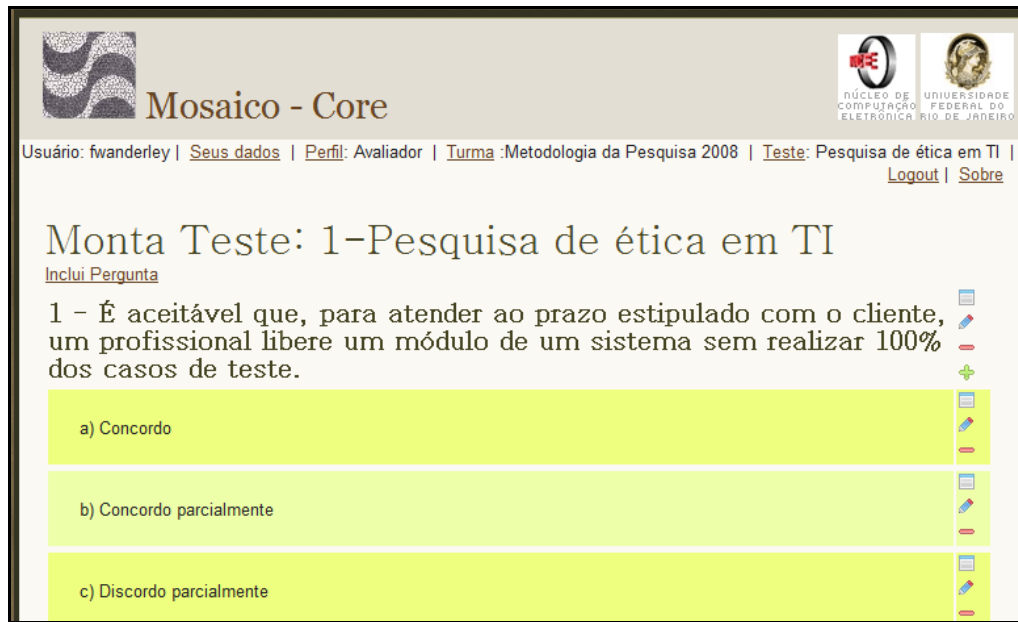 Mosaico - Core
NÚCLEO DE
COMPUTAÇÃO
ELETRÔNICA
UNIVERSIDADE
FEDERAL DO
RIO DE JANEIRO
Usuário: fwanderley | Seus dados | Perfil: Avaliador | Turma :Metodologia da Pesquisa 2008 | Teste: Pesquisa de ética em TI |
Logout | Sobre
Monta Teste: 1-Pesquisa de ética em TI
Inclui Pergunta
1 - É aceitável que, para atender ao prazo estipulado com o cliente,
um profissional libere um módulo de um sistema sem realizar 100%
dos casos de teste.
a) Concordo
b) Concordo parcialmente
c) Discordo parcialmente